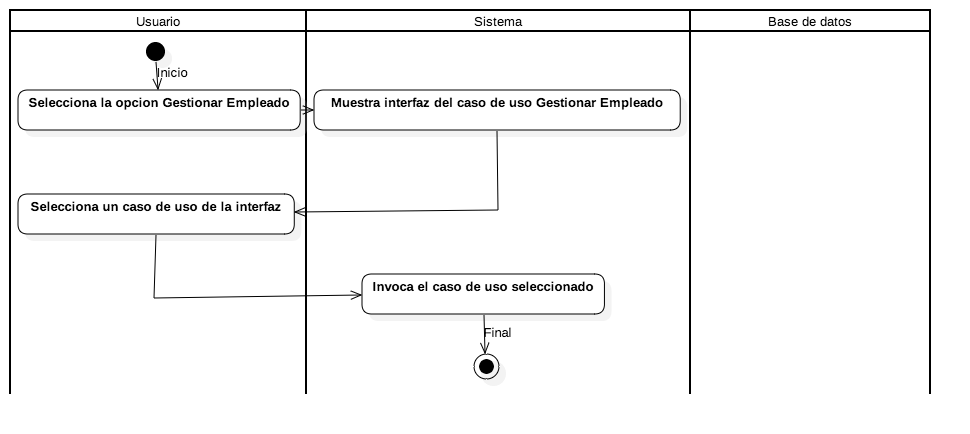 Usuario
Sistema
Base de datos
Inicio
Selecciona la opcion Gestionar Empleado
Muestra interfaz del caso de uso Gestionar Empleado
Selecciona un caso de uso de la interfaz
Invoca el caso de uso seleccionado
Final